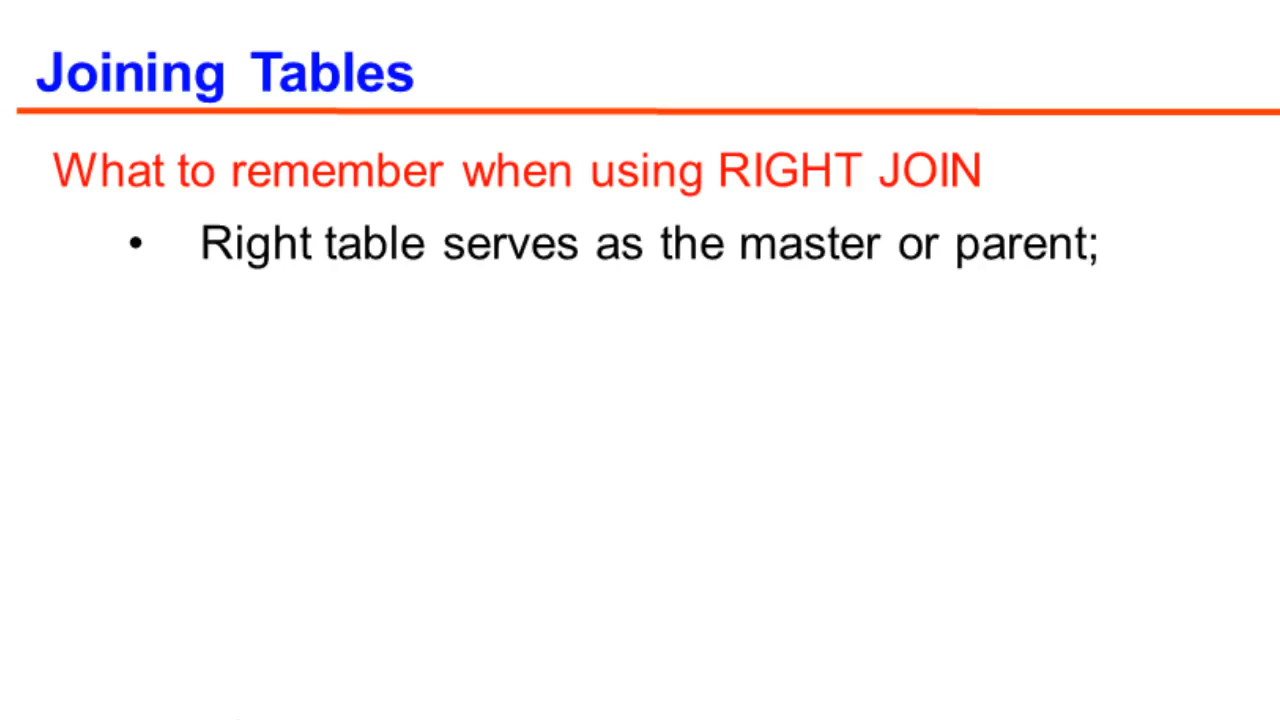 Joining Tables
What to remember when using RIGHT JOIN
• Right table serves as the master or parent;